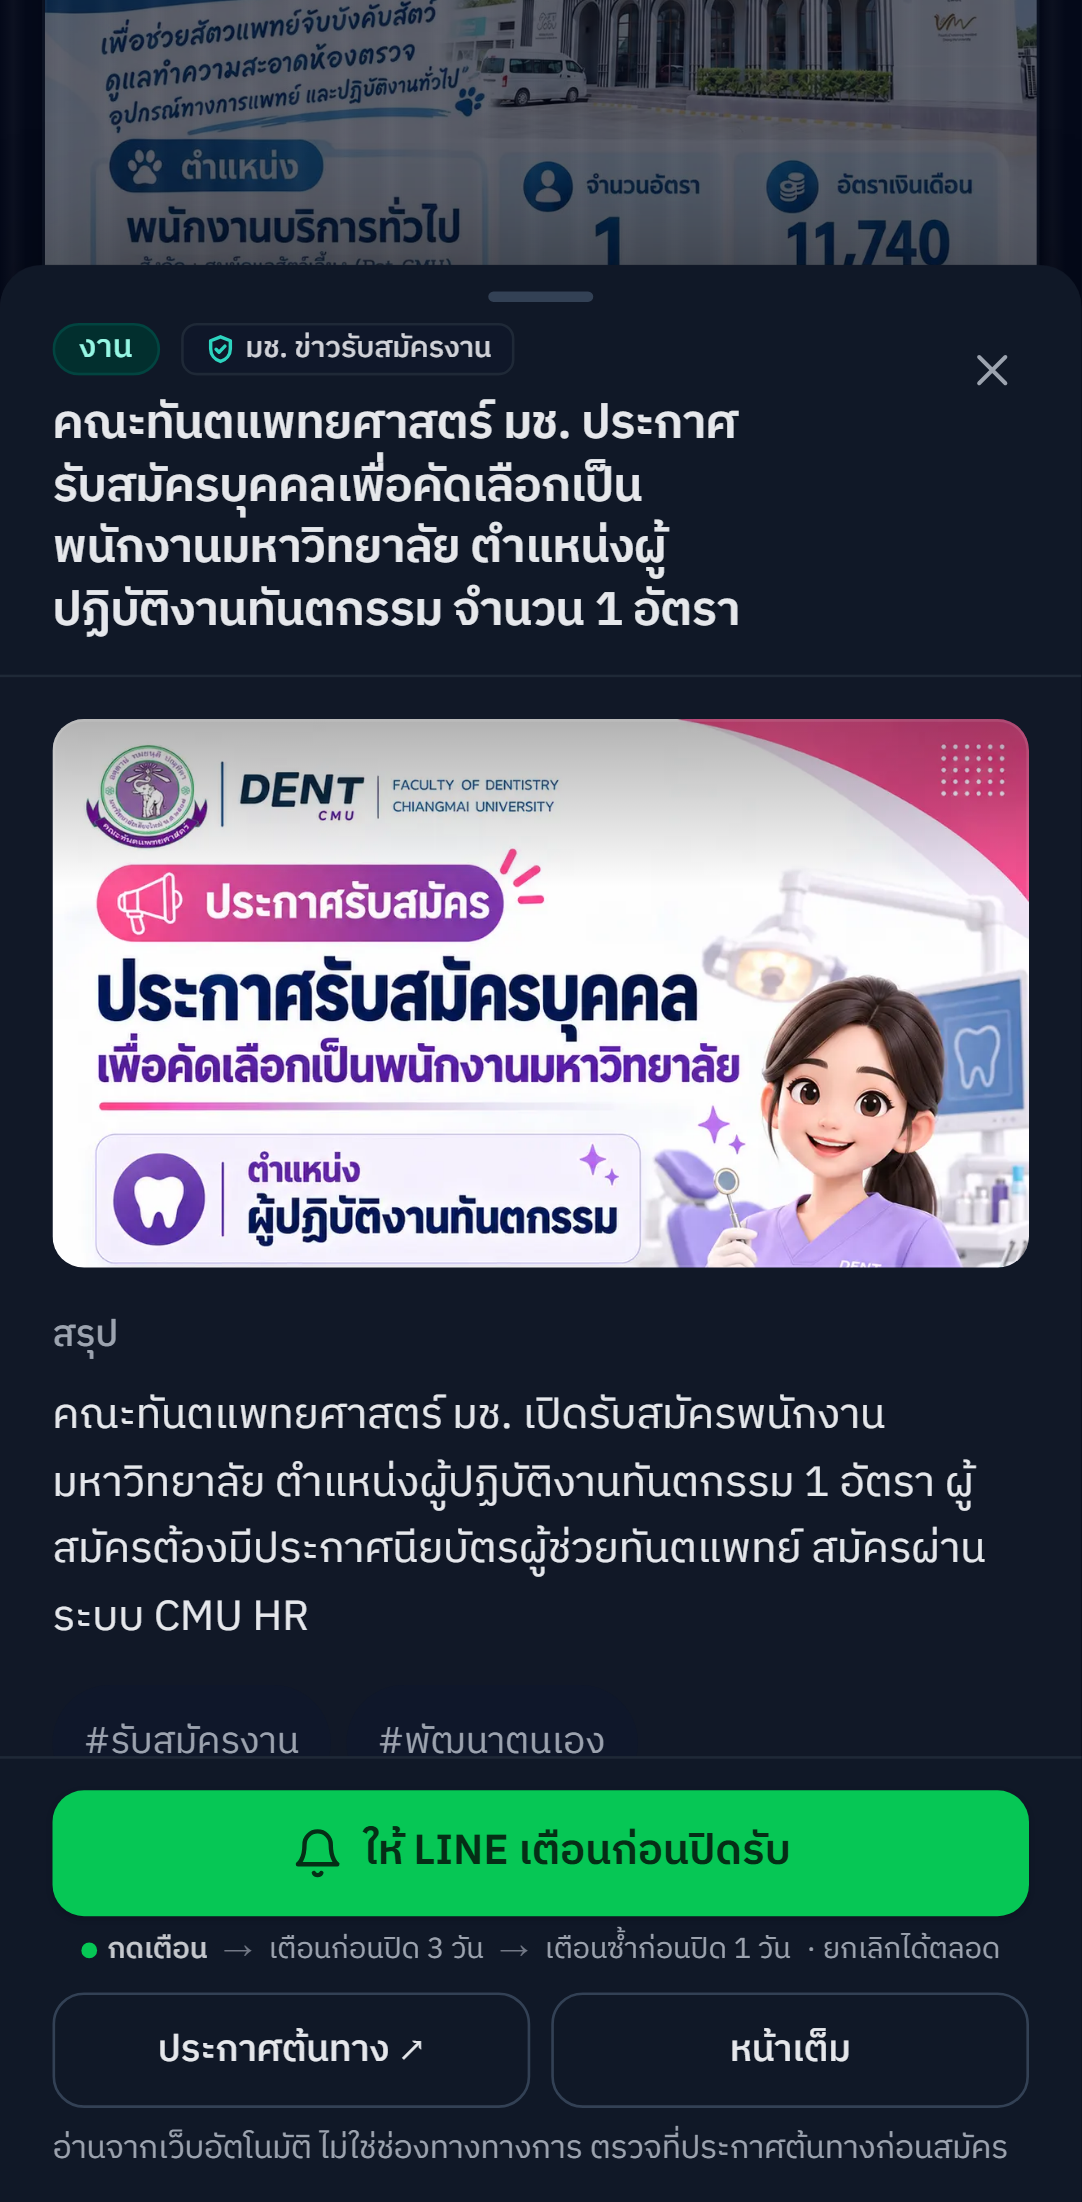 เพื่อช่วยสัตวแพทย์จับบังคับสัตว์
ดูแลทำความสะอาดห้องตรวจ
อุปกรณ์ทางการแพทย์ และปฏิบัติงานทั่วไป"
ตำแหน่ง
พนักงานบริการทั่วไป
จำนวนอัตรา
1
อัตราเงินเดือน
11,740
งาน
มช. ข่าวรับสมัครงาน
คณะทันตแพทยศาสตร์ มช. ประกาศ
รับสมัครบุคคลเพื่อคัดเลือกเป็น
พนักงานมหาวิทยาลัย ตำแหน่งผู้
ปฏิบัติงานทันตกรรม จำนวน 1 อัตรา
DENT
CMU
FACULTY OF DENTISTRY
CHIANGMAI UNIVERSITY
คณะทันตแพทยศาสตร์
ประกาศรับสมัคร
ประกาศรับสมัครบุคคล
เพื่อคัดเลือกเป็นพนักงานมหาวิทยาลัย
ตำแหน่ง
ผู้ปฏิบัติงานทันตกรรม
สรุป
คณะทันตแพทยศาสตร์ มช. เปิดรับสมัครพนักงาน
มหาวิทยาลัย ตำแหน่งผู้ปฏิบัติงานทันตกรรม 1 อัตรา ผู้
สมัครต้องมีประกาศนียบัตรผู้ช่วยทันตแพทย์ สมัครผ่าน
ระบบ CMU HR
#รับสมัครงาน #พัฒนาตนเอง
ให้ LINE เตือนก่อนปิดรับ
กดเตือน → เตือนก่อนปิด 3 วัน → เตือนซ้ำก่อนปิด 1 วัน · ยกเลิกได้ตลอด
ประกาศต้นทาง ↗
หน้าเต็ม
อ่านจากเว็บอัตโนมัติ ไม่ใช่ช่องทางทางการ ตรวจที่ประกาศต้นทางก่อนสมัคร